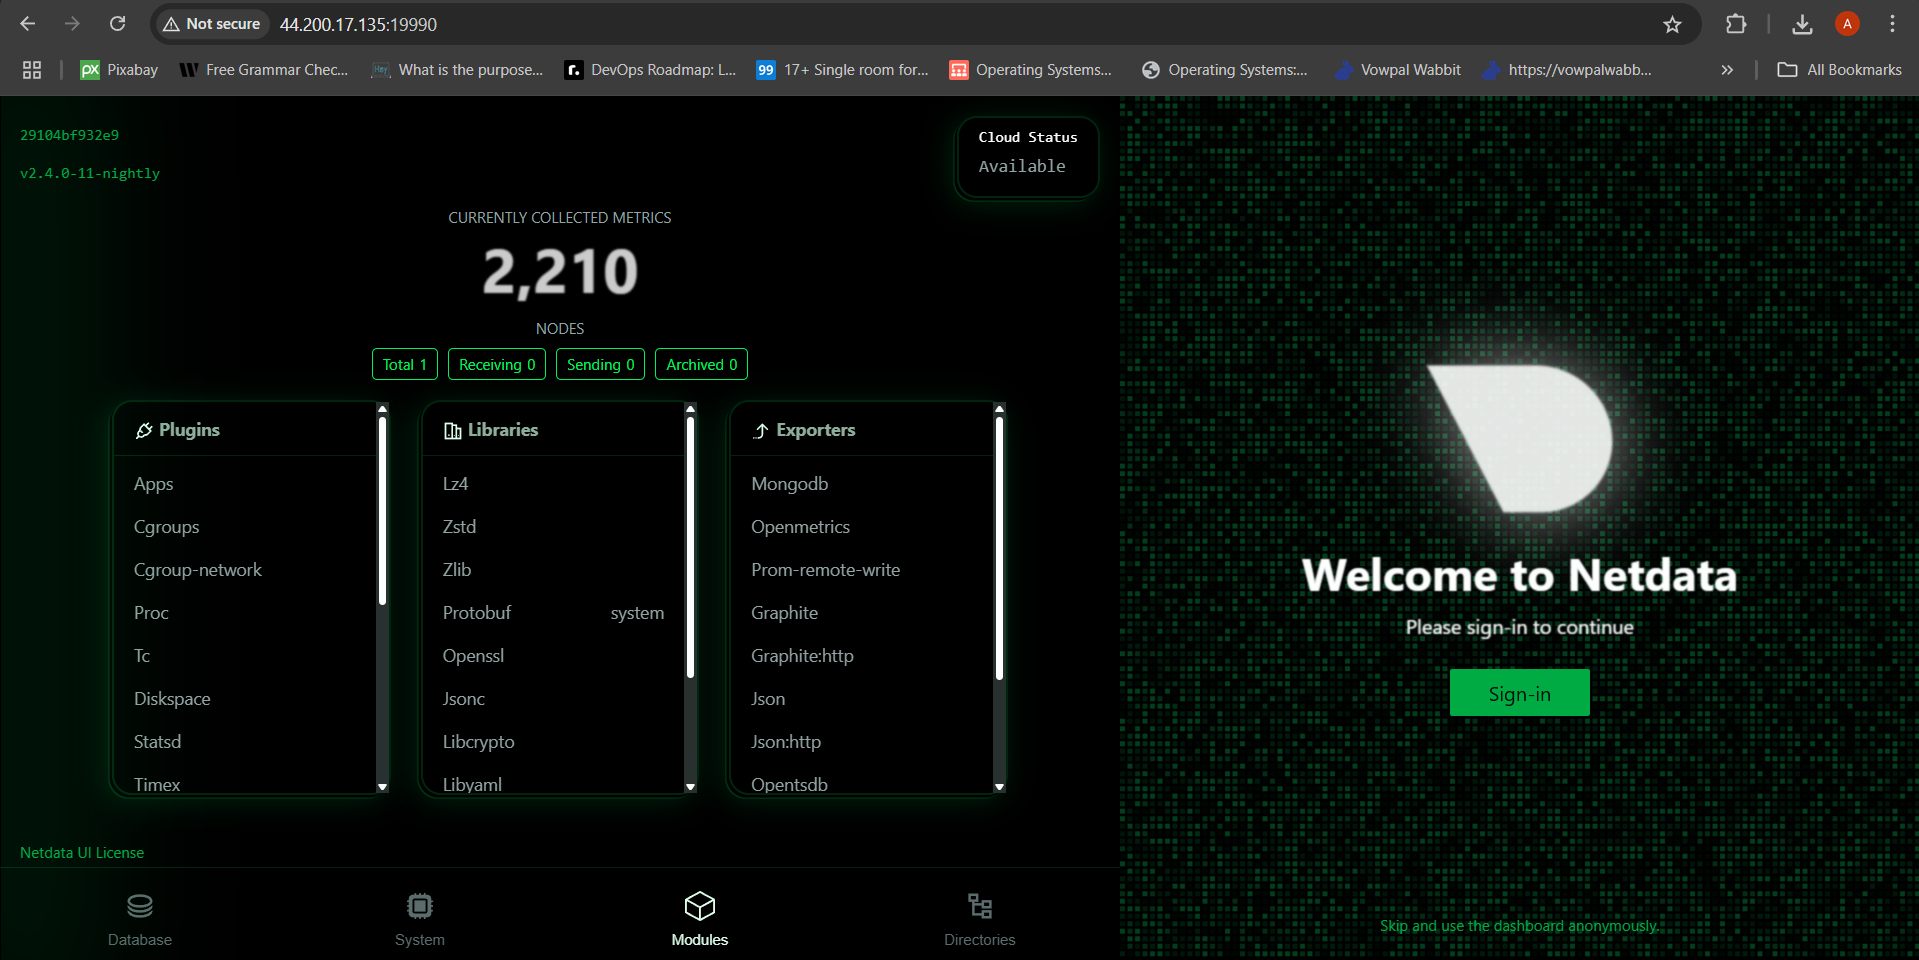 Not secure 44.200.17.135:19990
A
Pixabay
Free Grammar Chec...
What is the purpose...
DevOps Roadmap: L...
17+ Single room for...
Operating Systems...
Operating Systems:...
Vowpal Wabbit
https://vowpalwabb...
»
All Bookmarks
px
Hey
r.
99
29104bf932e9
v2.4.0-11-nightly
Cloud Status
Available
CURRENTLY COLLECTED METRICS
2,210
NODES
Total 1
Receiving 0
Sending 0
Archived 0
Plugins
Apps
Cgroups
Cgroup-network
Proc
Tc
Diskspace
Statsd
Timex
Libraries
Lz4
Zstd
Zlib
Protobuf system
Openssl
Jsonc
Libcrypto
Libyaml
Exporters
Mongodb
Openmetrics
Prom-remote-write
Graphite
Graphite:http
Json
Json:http
Opentsdb
Netdata UI License
Database
System
Modules
Directories
Welcome to Netdata
Please sign-in to continue
Sign-in
Skip and use the dashboard anonymously.